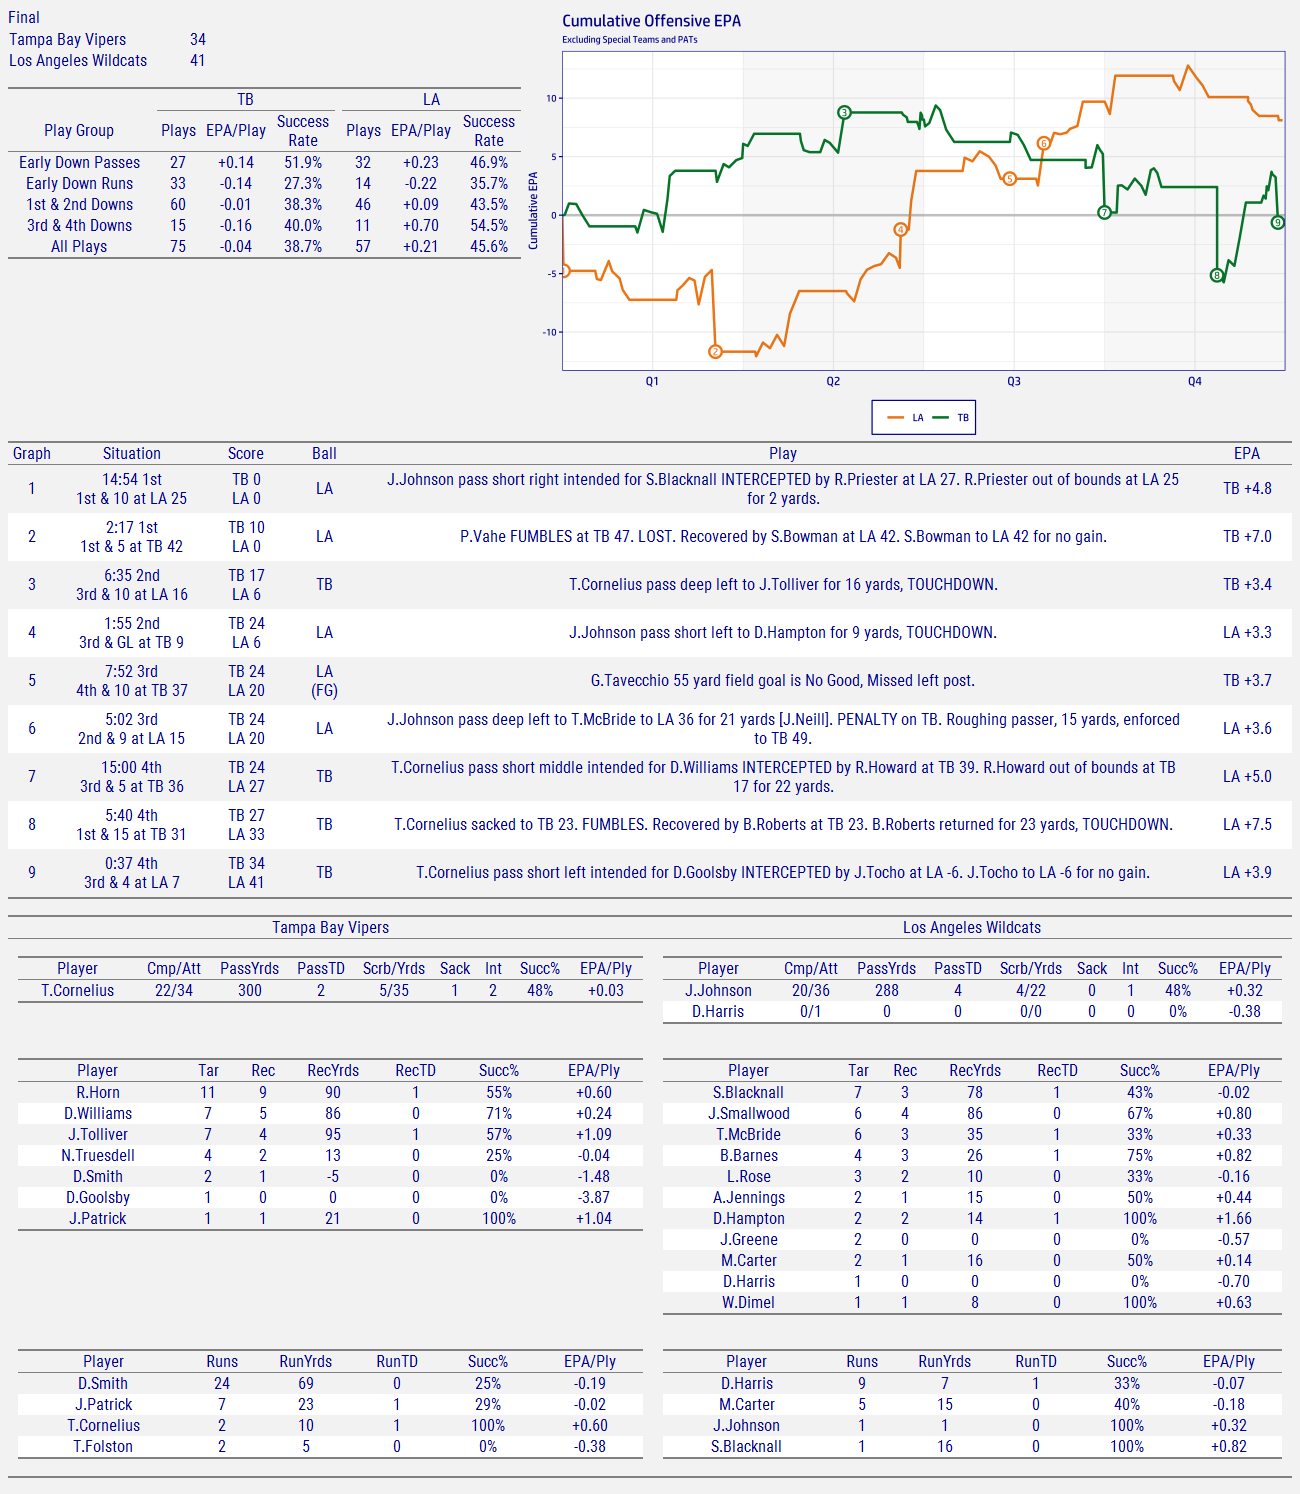 Final
Tampa Bay Vipers 34
Los Angeles Wildcats 41
TB LA
Play Group Plays EPA/Play Success Rate Plays EPA/Play Success Rate
Early Down Passes 27 +0.14 51.9% 32 +0.23 46.9%
Early Down Runs 33 -0.14 27.3% 14 -0.22 35.7%
1st & 2nd Downs 60 -0.01 38.3% 46 +0.09 43.5%
3rd & 4th Downs 15 -0.16 40.0% 11 +0.70 54.5%
All Plays 75 -0.04 38.7% 57 +0.21 45.6%
Cumulative Offensive EPA
Excluding Special Teams and PATs
Cumulative EPA
10
5
0
-5
-10
2
3
4
5
6
7
8
9
Q1 Q2 Q3 Q4
LA TB
Graph Situation Score Ball Play EPA
1
14:54 1st
1st & 10 at LA 25
TB 0
LA 0
LA
J.Johnson pass short right intended for S.Blacknall INTERCEPTED by R.Priester at LA 27. R.Priester out of bounds at LA 25
for 2 yards.
TB +4.8
2
2:17 1st
1st & 5 at TB 42
TB 10
LA 0
LA
P.Vahe FUMBLES at TB 47. LOST. Recovered by S.Bowman at LA 42. S.Bowman to LA 42 for no gain.
TB +7.0
3
6:35 2nd
3rd & 10 at LA 16
TB 17
LA 6
TB
T.Cornelius pass deep left to J.Tolliver for 16 yards, TOUCHDOWN.
TB +3.4
4
1:55 2nd
3rd & GL at TB 9
TB 24
LA 6
LA
J.Johnson pass short left to D.Hampton for 9 yards, TOUCHDOWN.
LA +3.3
5
7:52 3rd
4th & 10 at TB 37
TB 24
LA 20
LA
(FG)
G.Tavecchio 55 yard field goal is No Good, Missed left post.
TB +3.7
6
5:02 3rd
2nd & 9 at LA 15
TB 24
LA 20
LA
J.Johnson pass deep left to T.McBride to LA 36 for 21 yards [J.Neill]. PENALTY on TB. Roughing passer, 15 yards, enforced
to TB 49.
LA +3.6
7
15:00 4th
3rd & 5 at TB 36
TB 24
LA 27
TB
T.Cornelius pass short middle intended for D.Williams INTERCEPTED by R.Howard at TB 39. R.Howard out of bounds at TB
17 for 22 yards.
LA +5.0
8
5:40 4th
1st & 15 at TB 31
TB 27
LA 33
TB
T.Cornelius sacked to TB 23. FUMBLES. Recovered by B.Roberts at TB 23. B.Roberts returned for 23 yards, TOUCHDOWN.
LA +7.5
9
0:37 4th
3rd & 4 at LA 7
TB 34
LA 41
TB
T.Cornelius pass short left intended for D.Goolsby INTERCEPTED by J.Tocho at LA -6. J.Tocho to LA -6 for no gain.
LA +3.9
Tampa Bay Vipers
Player Cmp/Att PassYrds PassTD Scrb/Yrds Sack Int Succ% EPA/Ply
T.Cornelius 22/34 300 2 5/35 1 2 48% +0.03
Player Tar Rec RecYrds RecTD Succ% EPA/Ply
R.Horn 11 9 90 1 55% +0.60
D.Williams 7 5 86 0 71% +0.24
J.Tolliver 7 4 95 1 57% +1.09
N.Truesdell 4 2 13 0 25% -0.04
D.Smith 2 1 -5 0 0% -1.48
D.Goolsby 1 0 0 0 0% -3.87
J.Patrick 1 1 21 0 100% +1.04
Player Runs RunYrds RunTD Succ% EPA/Ply
D.Smith 24 69 0 25% -0.19
J.Patrick 7 23 1 29% -0.02
T.Cornelius 2 10 1 100% +0.60
T.Folston 2 5 0 0% -0.38
Los Angeles Wildcats
Player Cmp/Att PassYrds PassTD Scrb/Yrds Sack Int Succ% EPA/Ply
J.Johnson 20/36 288 4 4/22 0 1 48% +0.32
D.Harris 0/1 0 0 0/0 0 0 0% -0.38
Player Tar Rec RecYrds RecTD Succ% EPA/Ply
S.Blacknall 7 3 78 1 43% -0.02
J.Smallwood 6 4 86 0 67% +0.80
T.McBride 6 3 35 1 33% +0.33
B.Barnes 4 3 26 1 75% +0.82
L.Rose 3 2 10 0 33% -0.16
A.Jennings 2 1 15 0 50% +0.44
D.Hampton 2 2 14 1 100% +1.66
J.Greene 2 0 0 0 0% -0.57
M.Carter 2 1 16 0 50% +0.14
D.Harris 1 0 0 0 0% -0.70
W.Dimel 1 1 8 0 100% +0.63
Player Runs RunYrds RunTD Succ% EPA/Ply
D.Harris 9 7 1 33% -0.07
M.Carter 5 15 0 40% -0.18
J.Johnson 1 1 0 100% +0.32
S.Blacknall 1 16 0 100% +0.82